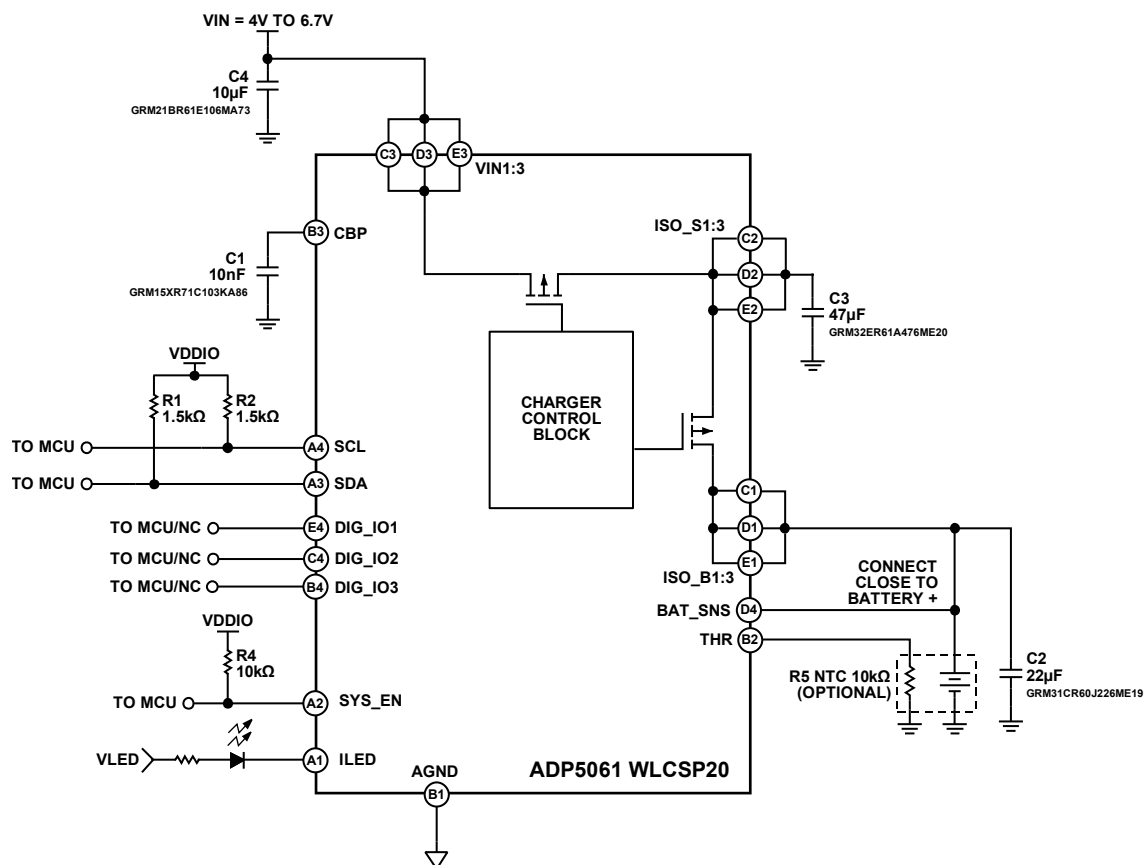 VIN = 4V TO 6.7V
C4
10µF
GRM21BR61E106MA73
C3
D3
E3
VIN1:3
B3
CBP
C1
10nF
GRM15XR71C103KA86
ISO_S1:3
C2
D2
E2
C3
47µF
GRM32ER61A476ME20
VDDIO
R1
1.5kΩ
R2
1.5kΩ
CHARGER
CONTROL
BLOCK
TO MCU
A4
SCL
TO MCU
A3
SDA
TO MCU/NC
E4
DIG_IO1
TO MCU/NC
C4
DIG_IO2
TO MCU/NC
B4
DIG_IO3
C1
D1
E1
ISO_B1:3
CONNECT
CLOSE TO
BATTERY +
BAT_SNS
D4
THR
B2
R5 NTC 10kΩ
(OPTIONAL)
C2
22µF
GRM31CR60J226ME19
VDDIO
R4
10kΩ
TO MCU
A2
SYS_EN
VLED
A1
ILED
AGND
B1
ADP5061 WLCSP20